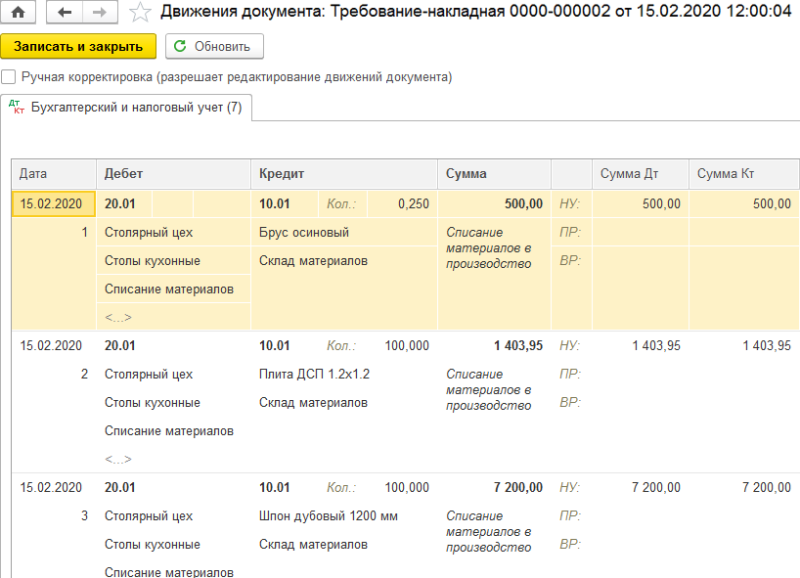 Движения документа: Требование-накладная 0000-000002 от 15.02.2020 12:00:04
Записать и закрыть Обновить
Ручная корректировка (разрешает редактирование движений документа)
Дт Кт Бухгалтерский и налоговый учет (7)
Дата Дебет Кредит Сумма Сумма Дт Сумма Кт
15.02.2020 20.01 10.01 Кол.: 0,250 500,00 НУ: 500,00 500,00
1 Столярный цех Брус осиновый Списание ПР:
материалов в
Столы кухонные Склад материалов производство ВР:
Списание материалов
<...>
15.02.2020 20.01 10.01 Кол.: 100,000 1 403,95 НУ: 1 403,95 1 403,95
2 Столярный цех Плита ДСП 1.2х1.2 Списание ПР:
материалов в
Столы кухонные Склад материалов производство ВР:
Списание материалов
<...>
15.02.2020 20.01 10.01 Кол.: 100,000 7 200,00 НУ: 7 200,00 7 200,00
3 Столярный цех Шпон дубовый 1200 мм Списание ПР:
материалов в
Столы кухонные Склад материалов производство ВР:
Списание материалов